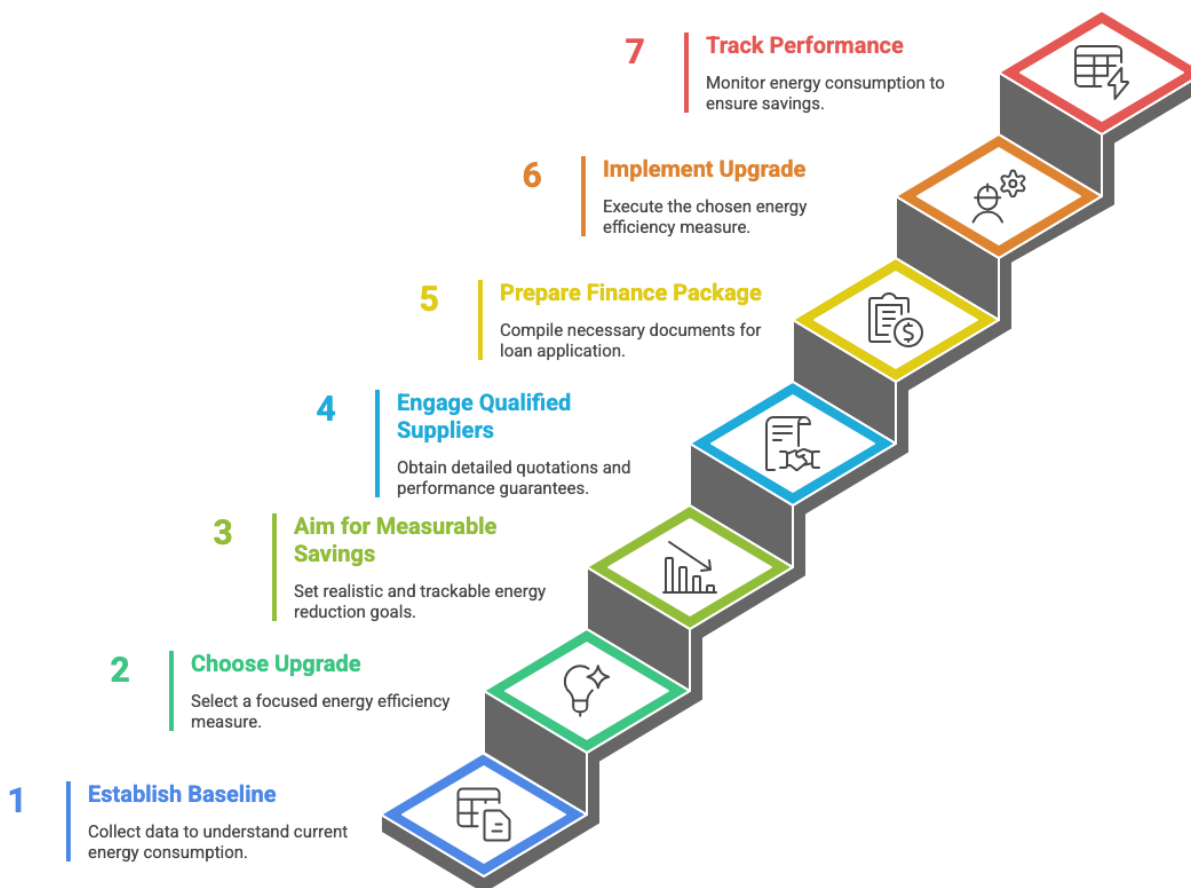 7
Track Performance
Monitor energy consumption to
ensure savings.
6
Implement Upgrade
Execute the chosen energy
efficiency measure.
5
Prepare Finance Package
Compile necessary documents for
loan application.
4
Engage Qualified
Suppliers
Obtain detailed quotations and
performance guarantees.
3
Aim for Measurable
Savings
Set realistic and trackable energy
reduction goals.
2
Choose Upgrade
Select a focused energy efficiency
measure.
1
Establish Baseline
Collect data to understand current
energy consumption.
$